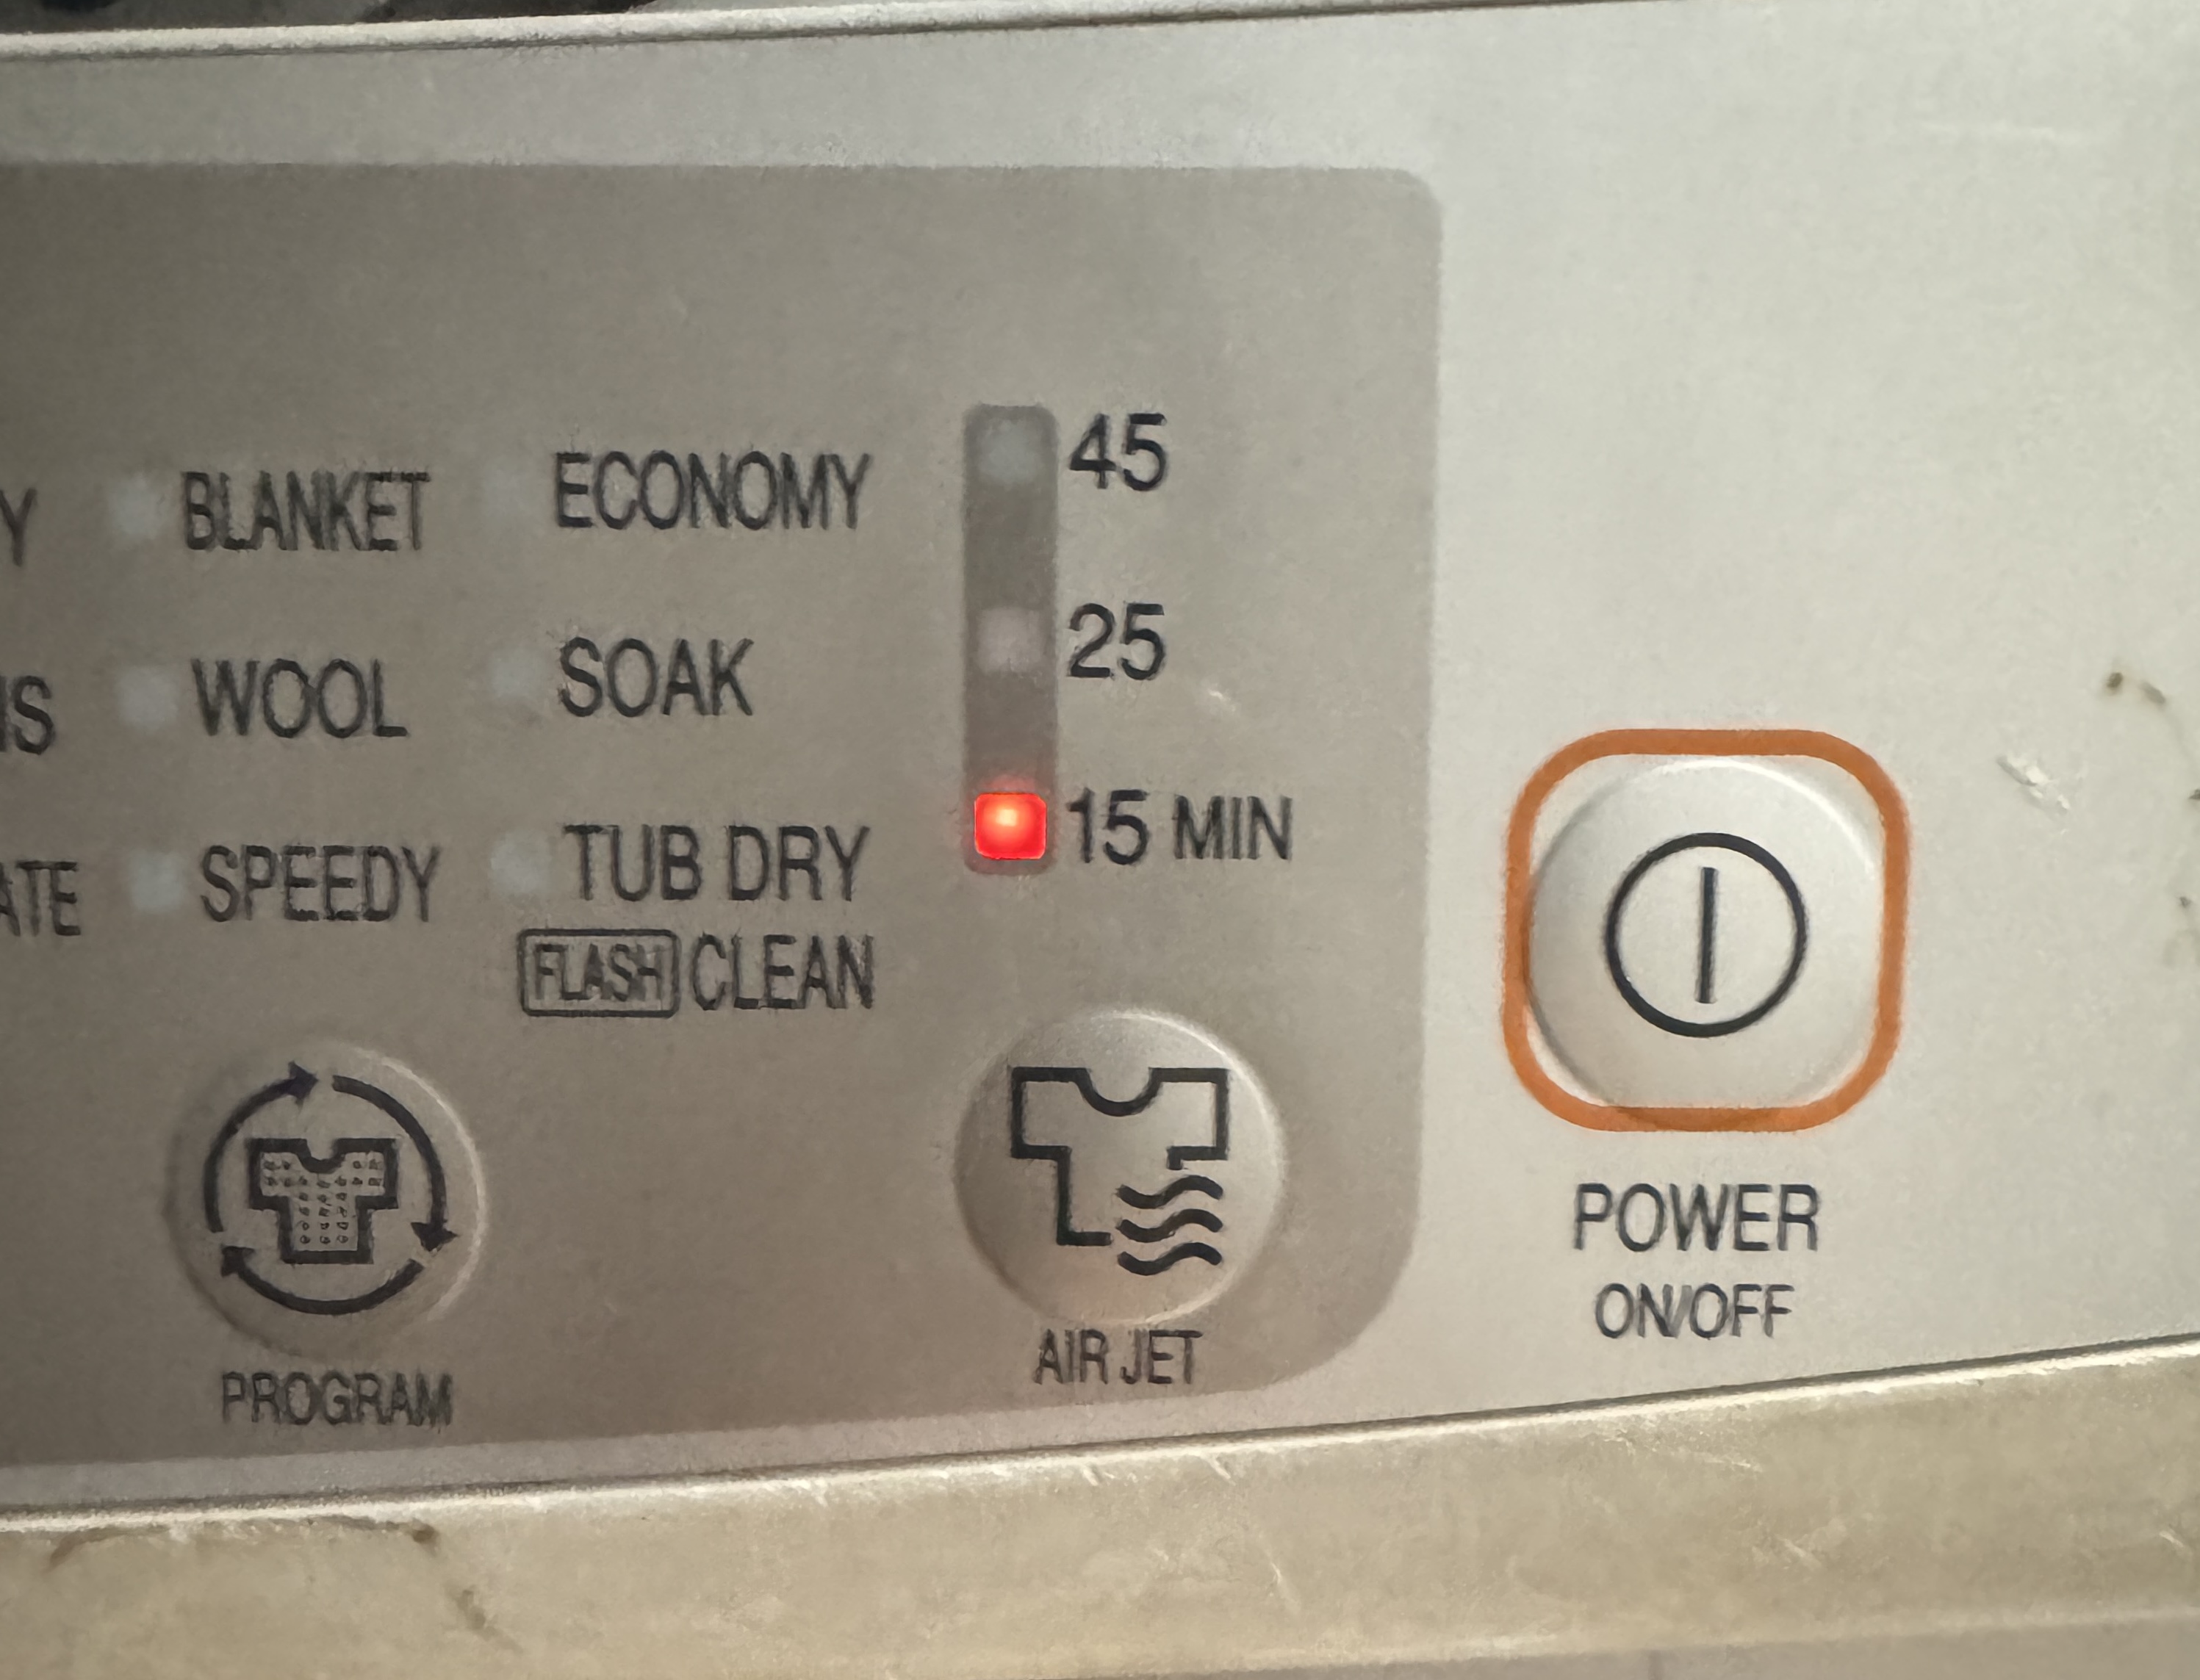 BLANKET ECONOMY 45
WOOL SOAK 25
SPEEDY TUB DRY 15 MIN
FLASH CLEAN
PROGRAM AIR JET POWER
ON/OFF